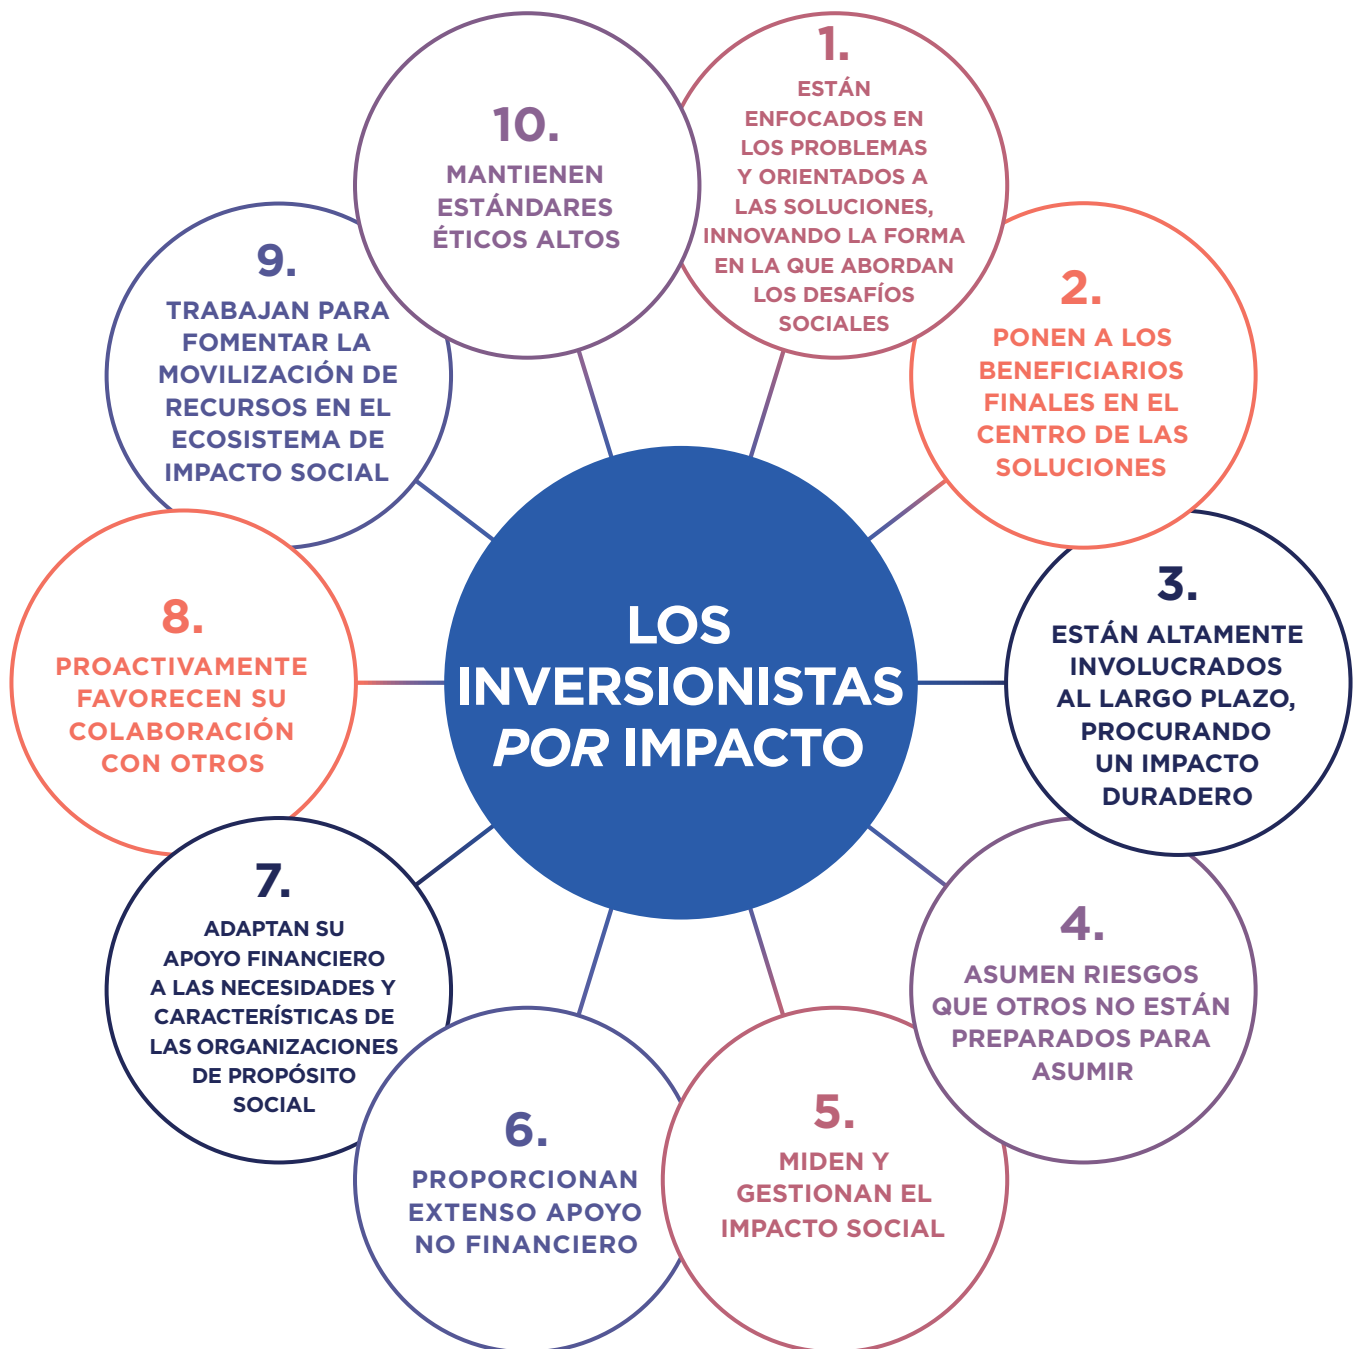 LOS
INVERSIONISTAS
POR IMPACTO
1.
ESTÁN
ENFOCADOS EN
LOS PROBLEMAS
Y ORIENTADOS A
LAS SOLUCIONES,
INNOVANDO LA FORMA
EN LA QUE ABORDAN
LOS DESAFÍOS
SOCIALES
2.
PONEN A LOS
BENEFICIARIOS
FINALES EN EL
CENTRO DE LAS
SOLUCIONES
3.
ESTÁN ALTAMENTE
INVOLUCRADOS
AL LARGO PLAZO,
PROCURANDO
UN IMPACTO
DURADERO
4.
ASUMEN RIESGOS
QUE OTROS NO ESTÁN
PREPARADOS PARA
ASUMIR
5.
MIDEN Y
GESTIONAN EL
IMPACTO SOCIAL
6.
PROPORCIONAN
EXTENSO APOYO
NO FINANCIERO
7.
ADAPTAN SU
APOYO FINANCIERO
A LAS NECESIDADES Y
CARACTERÍSTICAS DE
LAS ORGANIZACIONES
DE PROPÓSITO
SOCIAL
8.
PROACTIVAMENTE
FAVORECEN SU
COLABORACIÓN
CON OTROS
9.
TRABAJAN PARA
FOMENTAR LA
MOVILIZACIÓN DE
RECURSOS EN EL
ECOSISTEMA DE
IMPACTO SOCIAL
10.
MANTIENEN
ESTÁNDARES
ÉTICOS ALTOS